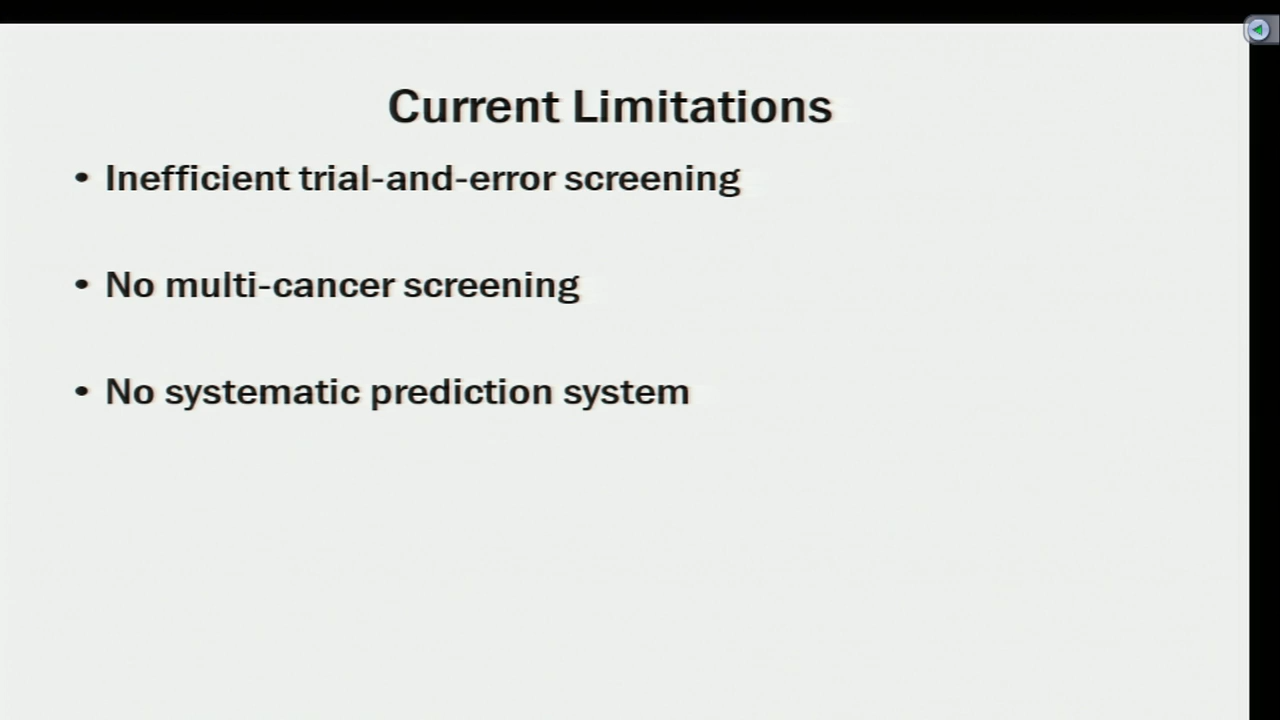 Current Limitations
• Inefficient trial-and-error screening
• No multi-cancer screening
• No systematic prediction system